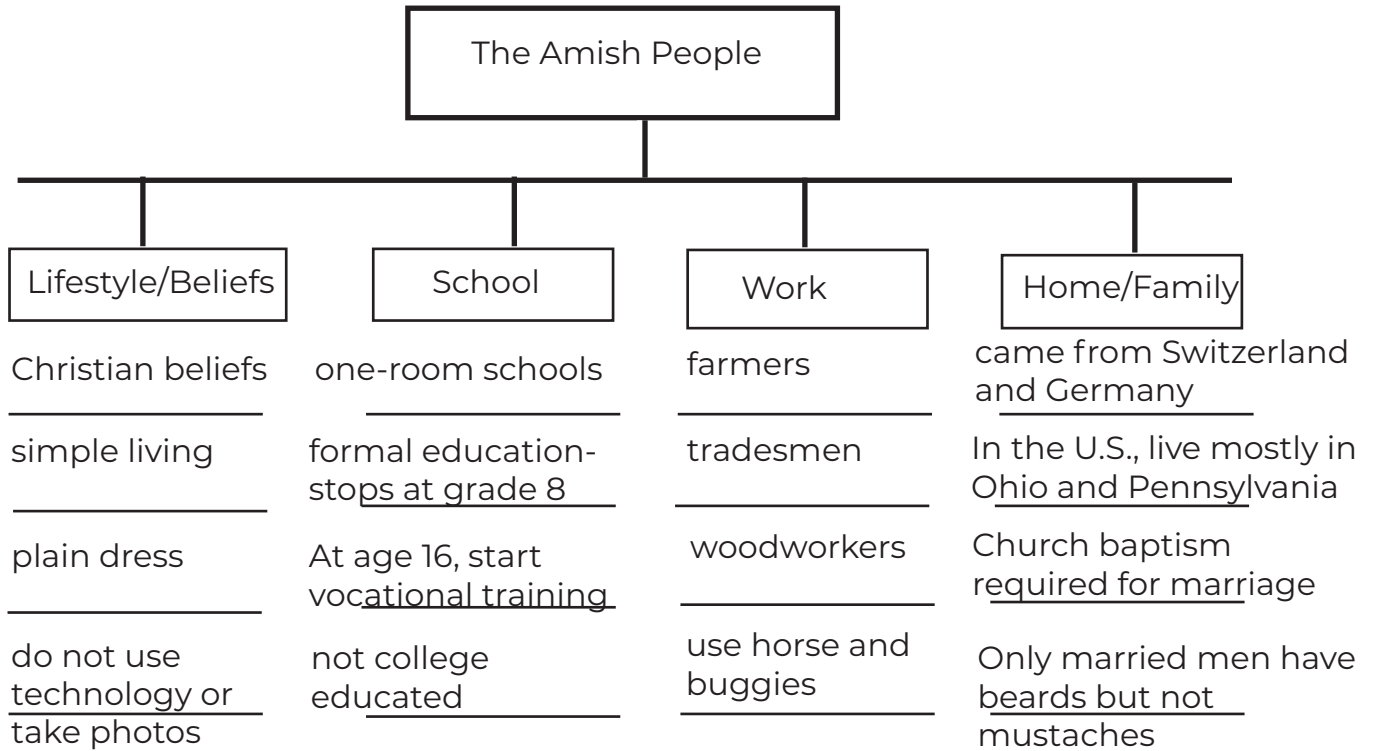 The Amish People
Lifestyle/Beliefs
Christian beliefs
simple living
plain dress
do not use
technology or
take photos
School
one-room schools
formal education-
stops at grade 8
At age 16, start
vocational training
not college
educated
Work
farmers
tradesmen
woodworkers
use horse and
buggies
Home/Family
came from Switzerland
and Germany
In the U.S., live mostly in
Ohio and Pennsylvania
Church baptism
required for marriage
Only married men have
beards but not
mustaches